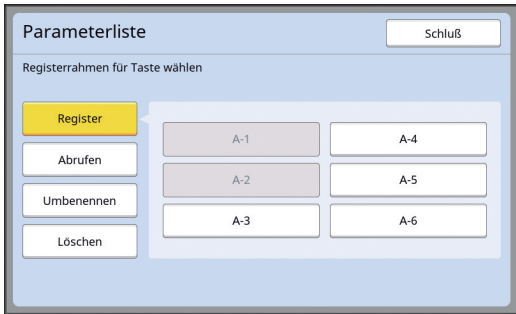 Parameterliste
Schluß
Registerrahmen für Taste wählen
Register
Abrufen
Umbenennen
Löschen
A-1
A-4
A-2
A-5
A-3
A-6